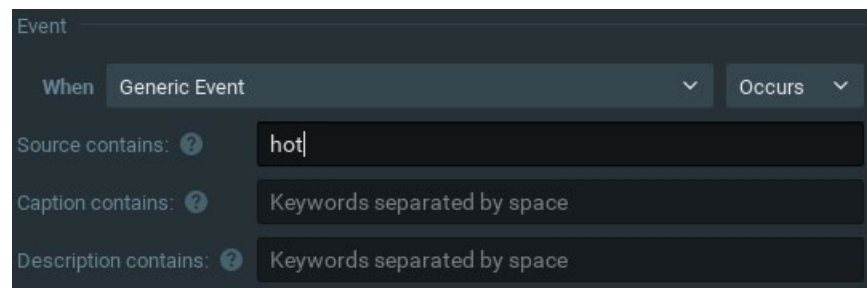 Event
When Generic Event Occurs
Source contains: ? hot
Caption contains: ? Keywords separated by space
Description contains: ? Keywords separated by space